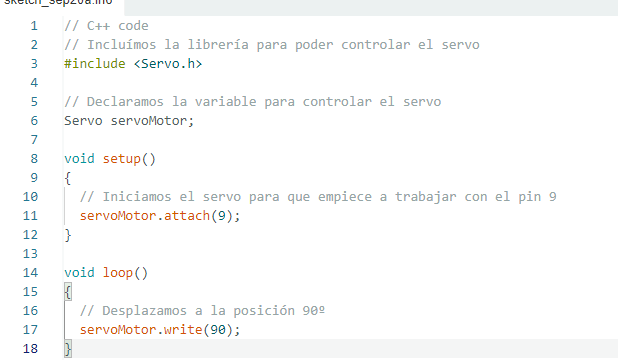 sketch_sep20a.ino
1 // C++ code
2 // Incluímos la librería para poder controlar el servo
3 #include <Servo.h>
4
5 // Declaramos la variable para controlar el servo
6 Servo servoMotor;
7
8 void setup()
9 {
10 // Iniciamos el servo para que empiece a trabajar con el pin 9
11 servoMotor.attach(9);
12 }
13
14 void loop()
15 {
16 // Desplazamos a la posición 90º
17 servoMotor.write(90);
18 }